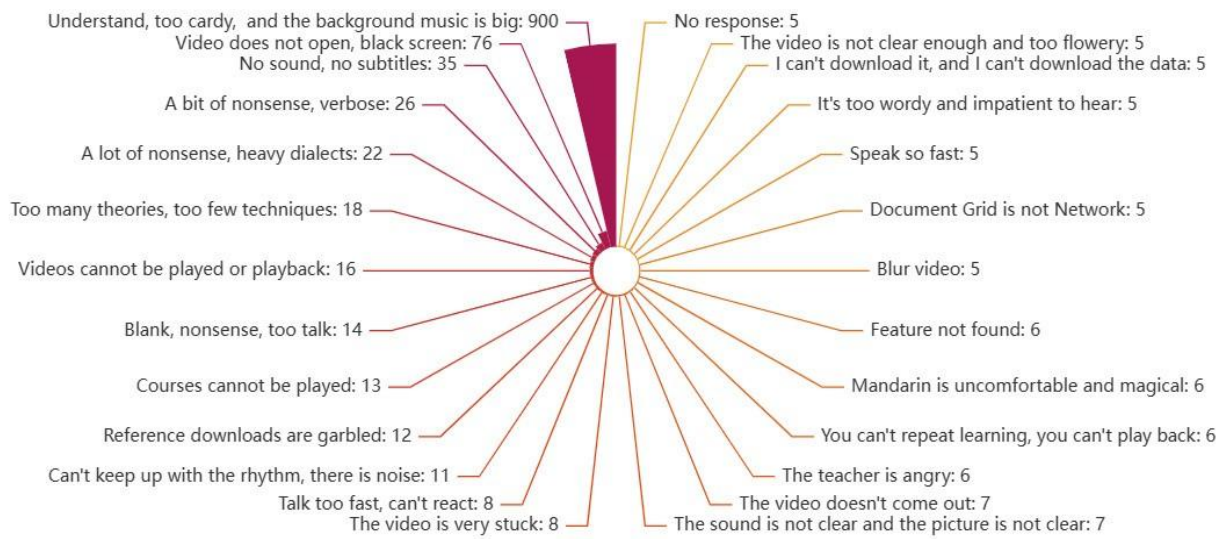 Understand, too cardy, and the background music is big: 900
Video does not open, black screen: 76
No sound, no subtitles: 35
A bit of nonsense, verbose: 26
A lot of nonsense, heavy dialects: 22
Too many theories, too few techniques: 18
Videos cannot be played or playback: 16
Blank, nonsense, too talk: 14
Courses cannot be played: 13
Reference downloads are garbled: 12
Can't keep up with the rhythm, there is noise: 11
Talk too fast, can't react: 8
The video is very stuck: 8
No response: 5
The video is not clear enough and too flowery: 5
I can't download it, and I can't download the data: 5
It's too wordy and impatient to hear: 5
Speak so fast: 5
Document Grid is not Network: 5
Blur video: 5
Feature not found: 6
Mandarin is uncomfortable and magical: 6
You can't repeat learning, you can't play back: 6
The teacher is angry: 6
The video doesn't come out: 7
The sound is not clear and the picture is not clear: 7